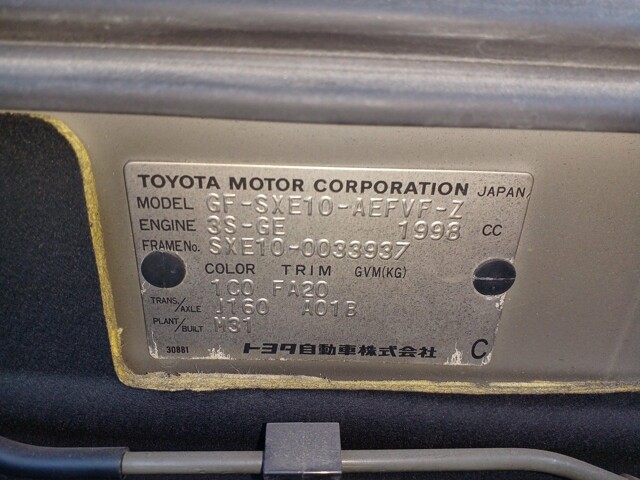 TOYOTA MOTOR CORPORATION JAPAN
MODEL GF-SXE10-AEFVF-Z
ENGINE 3S-GE 1998 CC
FRAME No. SXE10-0033937
COLOR TRIM GVM(KG)
1C0 FA20
TRANS./AXLE J160 A01B
PLANT/BUILT M31
30881 トヨタ自動車株式会社 C